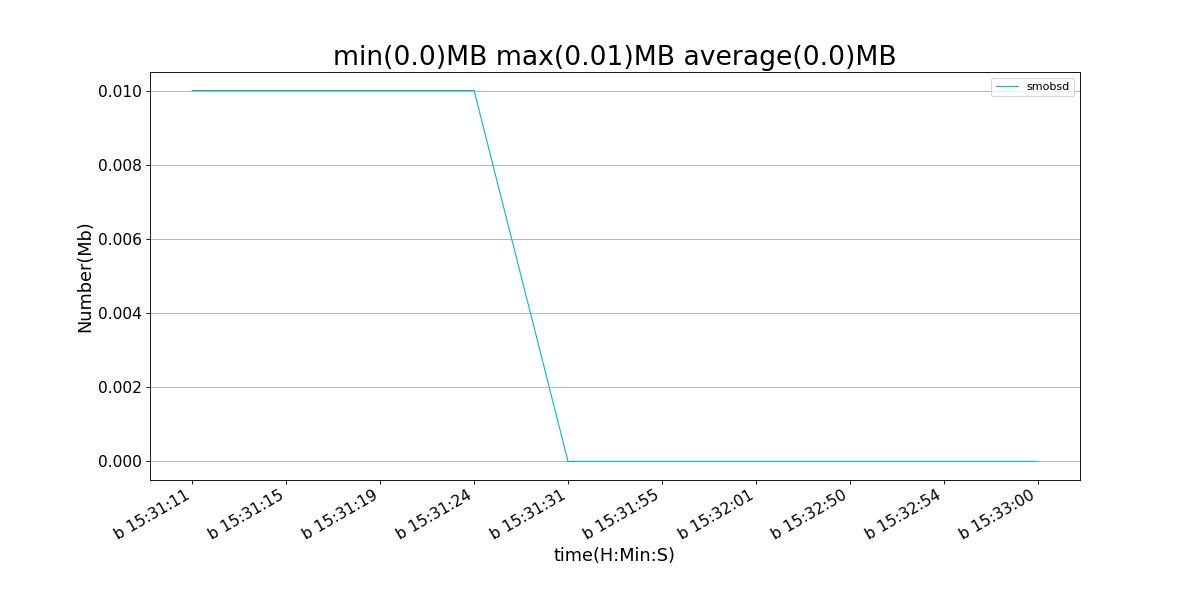 min(0.0)MB max(0.01)MB average(0.0)MB
smobsd
Number(Mb)
0.010
0.008
0.006
0.004
0.002
0.000
b 15:31:11
b 15:31:15
b 15:31:19
b 15:31:24
b 15:31:31
b 15:31:55
b 15:32:01
b 15:32:50
b 15:32:54
b 15:33:00
time(H:Min:S)